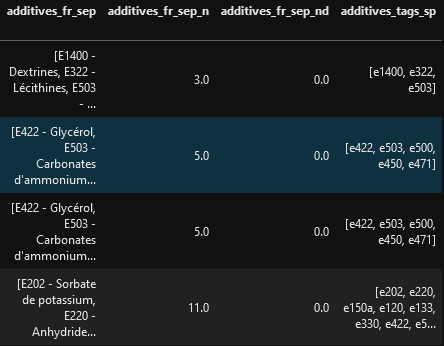 additives_fr_sep additives_fr_sep_n additives_fr_sep_nd additives_tags_sp
[E1400 -
Dextrines, E322 -
Lécithines, E503
- ...
3.0
0.0
[e1400, e322,
e503]
[E422 - Glycérol,
E503 -
Carbonates
d'ammonium...
5.0
0.0
[e422, e503, e500,
e450, e471]
[E422 - Glycérol,
E503 -
Carbonates
d'ammonium...
5.0
0.0
[e422, e503, e500,
e450, e471]
[E202 - Sorbate
de potassium,
E220 -
Anhydride...
11.0
0.0
[e202, e220,
e150a, e120, e133,
e330, e422, e5...